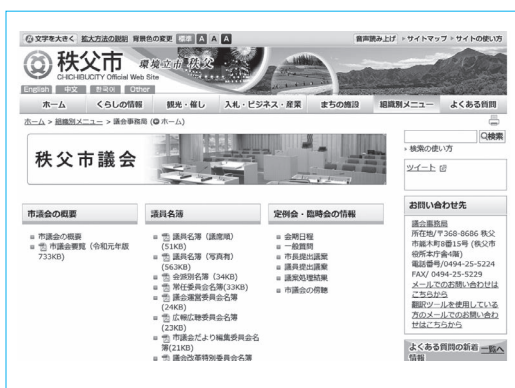 文字を大きく 拡大方法の説明 背景色の変更 標準 A A A 音声読み上げ サイトマップ サイトの使い方
秩父市 環境立市 秩父
CHICHIBUCITY Official Web Site
English 中文 한국어 Other
ホーム くらしの情報 観光・催し 入札・ビジネス・産業 まちの施設 組織別メニュー よくある質問
ホーム > 組織別メニュー > 議会事務局 (ホーム)
秩父市議会
市議会の概要
市議会の概要
市議会要覧（令和元年版
733KB)
議員名簿
議員名簿（議席順）
(51KB)
議員名簿（写真有）
(563KB)
会派別名簿（34KB）
常任委員会名簿(33KB)
議会運営委員会名簿
(24KB)
広報広聴委員会名簿
(23KB)
市議会だより編集委員会名
簿(21KB)
議会改革特別委員会名簿
定例会・臨時会の情報
会期日程
一般質問
市長提出議案
議員提出議案
議案処理結果
市議会の傍聴
検索
検索の使い方
ツイート
お問い合わせ先
議会事務局
所在地/〒368-8686 秩父
市熊木町8番15号 (秩父市
役所本庁舎4階)
電話番号/0494-25-5224
FAX/ 0494-25-5229
メールでのお問い合わせは
こちらから
翻訳ツールを使用している
方のメールでのお問い合わ
せはこちらから
よくある質問の新着 一覧へ
情報